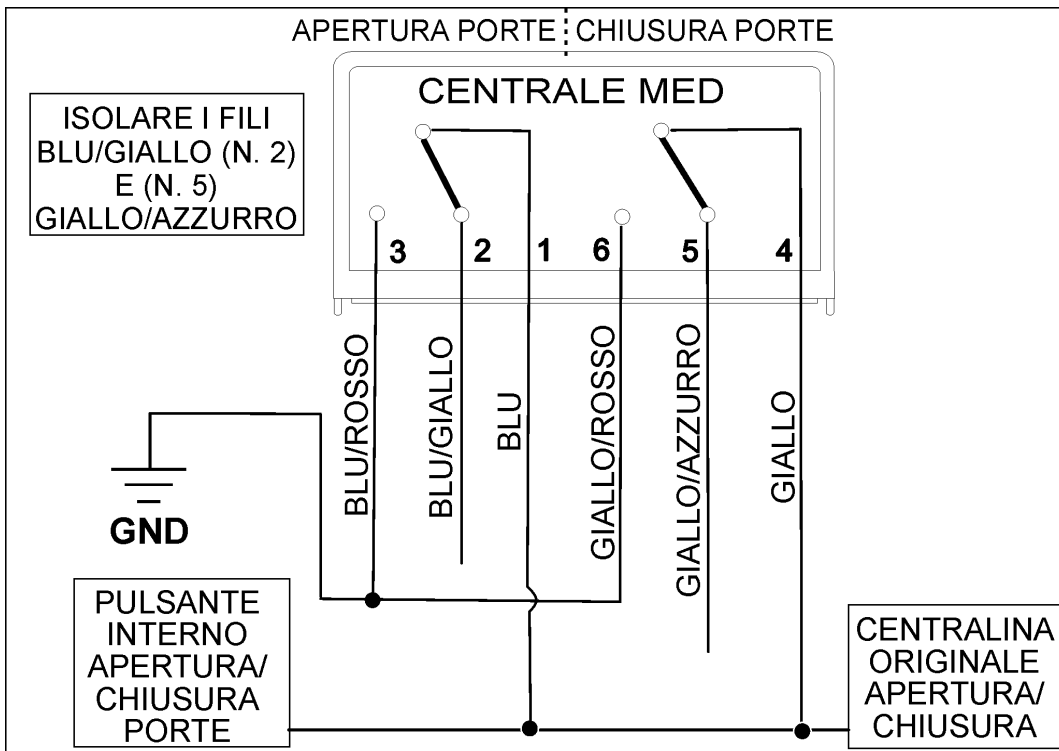 APERTURA PORTE CHIUSURA PORTE
CENTRALE MED
ISOLARE I FILI
BLU/GIALLO (N. 2)
E (N. 5)
GIALLO/AZZURRO
3 2 1 6 5 4
BLU/ROSSO
BLU/GIALLO
BLU
GIALLO/ROSSO
GIALLO/AZZURRO
GIALLO
GND
PULSANTE
INTERNO
APERTURA/
CHIUSURA
PORTE
CENTRALINA
ORIGINALE
APERTURA/
CHIUSURA